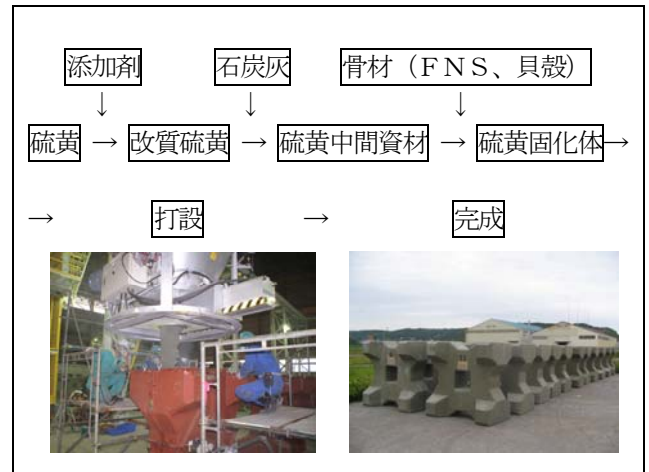 添加剤 石炭灰 骨材（ＦＮＳ、貝殻）
↓ ↓ ↓
硫黄 → 改質硫黄 → 硫黄中間資材 → 硫黄固化体→
→ 打設 → 完成